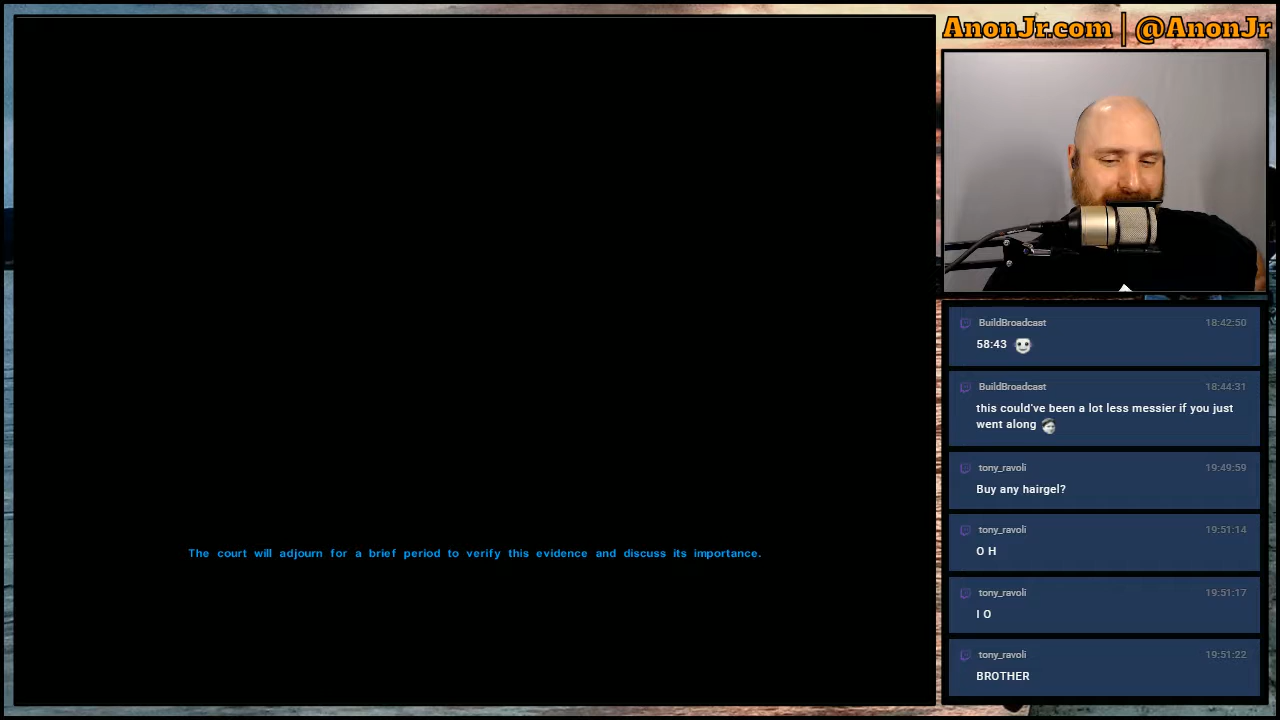 AnonJr.com | @AnonJr
The court will adjourn for a brief period to verify this evidence and discuss its importance.
BuildBroadcast 18:42:50
58:43
BuildBroadcast 18:44:31
this could've been a lot less messier if you just
went along
tony_ravoli 19:49:59
Buy any hairgel?
tony_ravoli 19:51:14
O H
tony_ravoli 19:51:17
I O
tony_ravoli 19:51:22
BROTHER